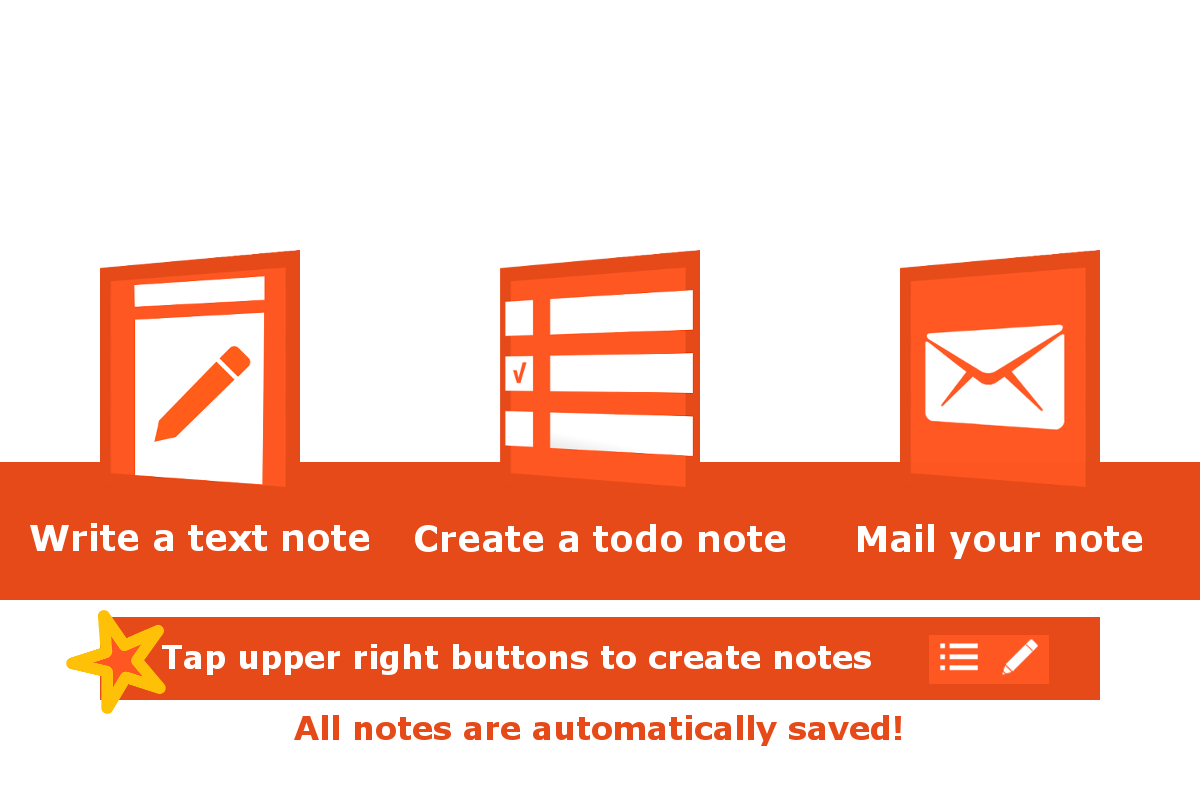 √
Write a text note
Create a todo note
Mail your note
Tap upper right buttons to create notes
All notes are automatically saved!